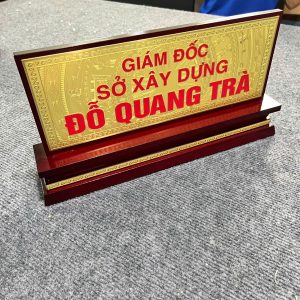 GIÁM ĐỐC
SỞ XÂY DỰNG
ĐỖ QUANG TRÀ